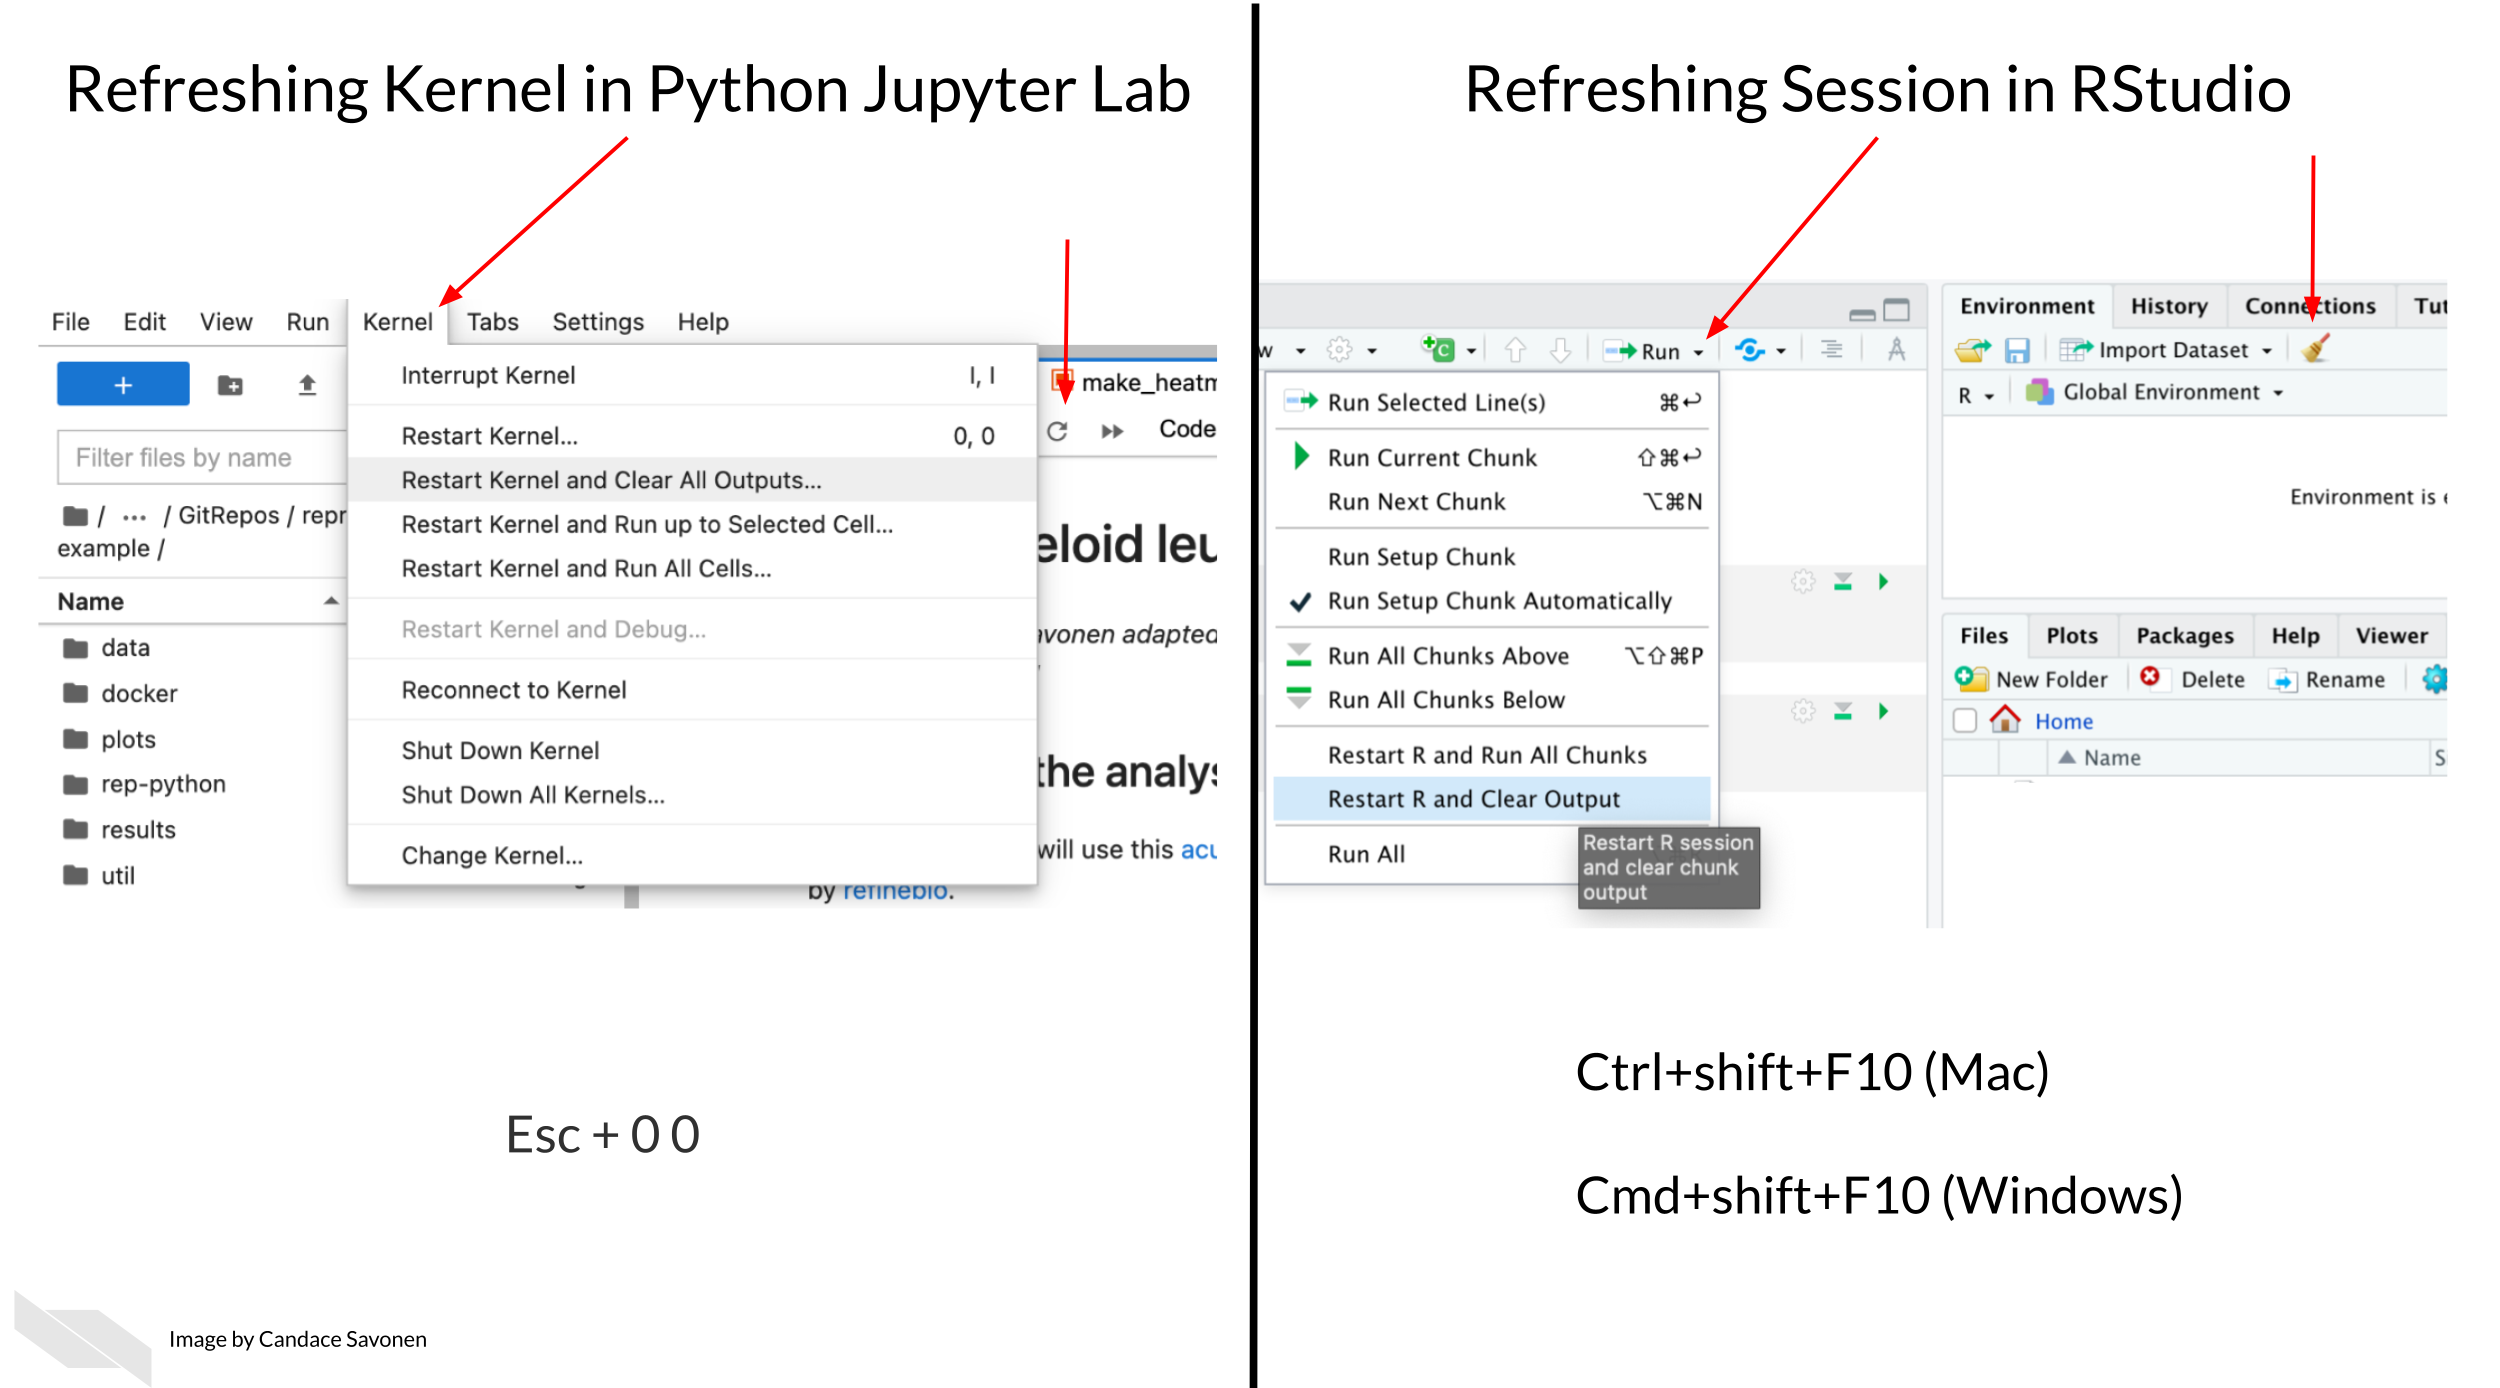 Refreshing Kernel in Python Jupyter Lab
File Edit View Run Kernel Tabs Settings Help
Interrupt Kernel I, I
Restart Kernel... 0, 0
Restart Kernel and Clear All Outputs...
Restart Kernel and Run up to Selected Cell...
Restart Kernel and Run All Cells...
Restart Kernel and Debug...
Reconnect to Kernel
Shut Down Kernel
Shut Down All Kernels...
Change Kernel...
+
Filter files by name
/ ··· / GitRepos / repr
example /
Name
data
docker
plots
rep-python
results
util
make_heatm
Code
eloid leu
avonen adapted
the analys
will use this acu
by refinebio.
Esc + 0 0
Image by Candace Savonen
Refreshing Session in RStudio
w C Run
Run Selected Line(s) ⌘↩
Run Current Chunk ⇧⌘↩
Run Next Chunk ⌥⌘N
Run Setup Chunk
Run Setup Chunk Automatically
Run All Chunks Above ⌥⇧⌘P
Run All Chunks Below
Restart R and Run All Chunks
Restart R and Clear Output
Run All
Restart R session
and clear chunk
output
Environment History Connections Tut
Import Dataset
R Global Environment
Environment is e
Files Plots Packages Help Viewer
New Folder Delete Rename
Home
Name S
Ctrl+shift+F10 (Mac)
Cmd+shift+F10 (Windows)